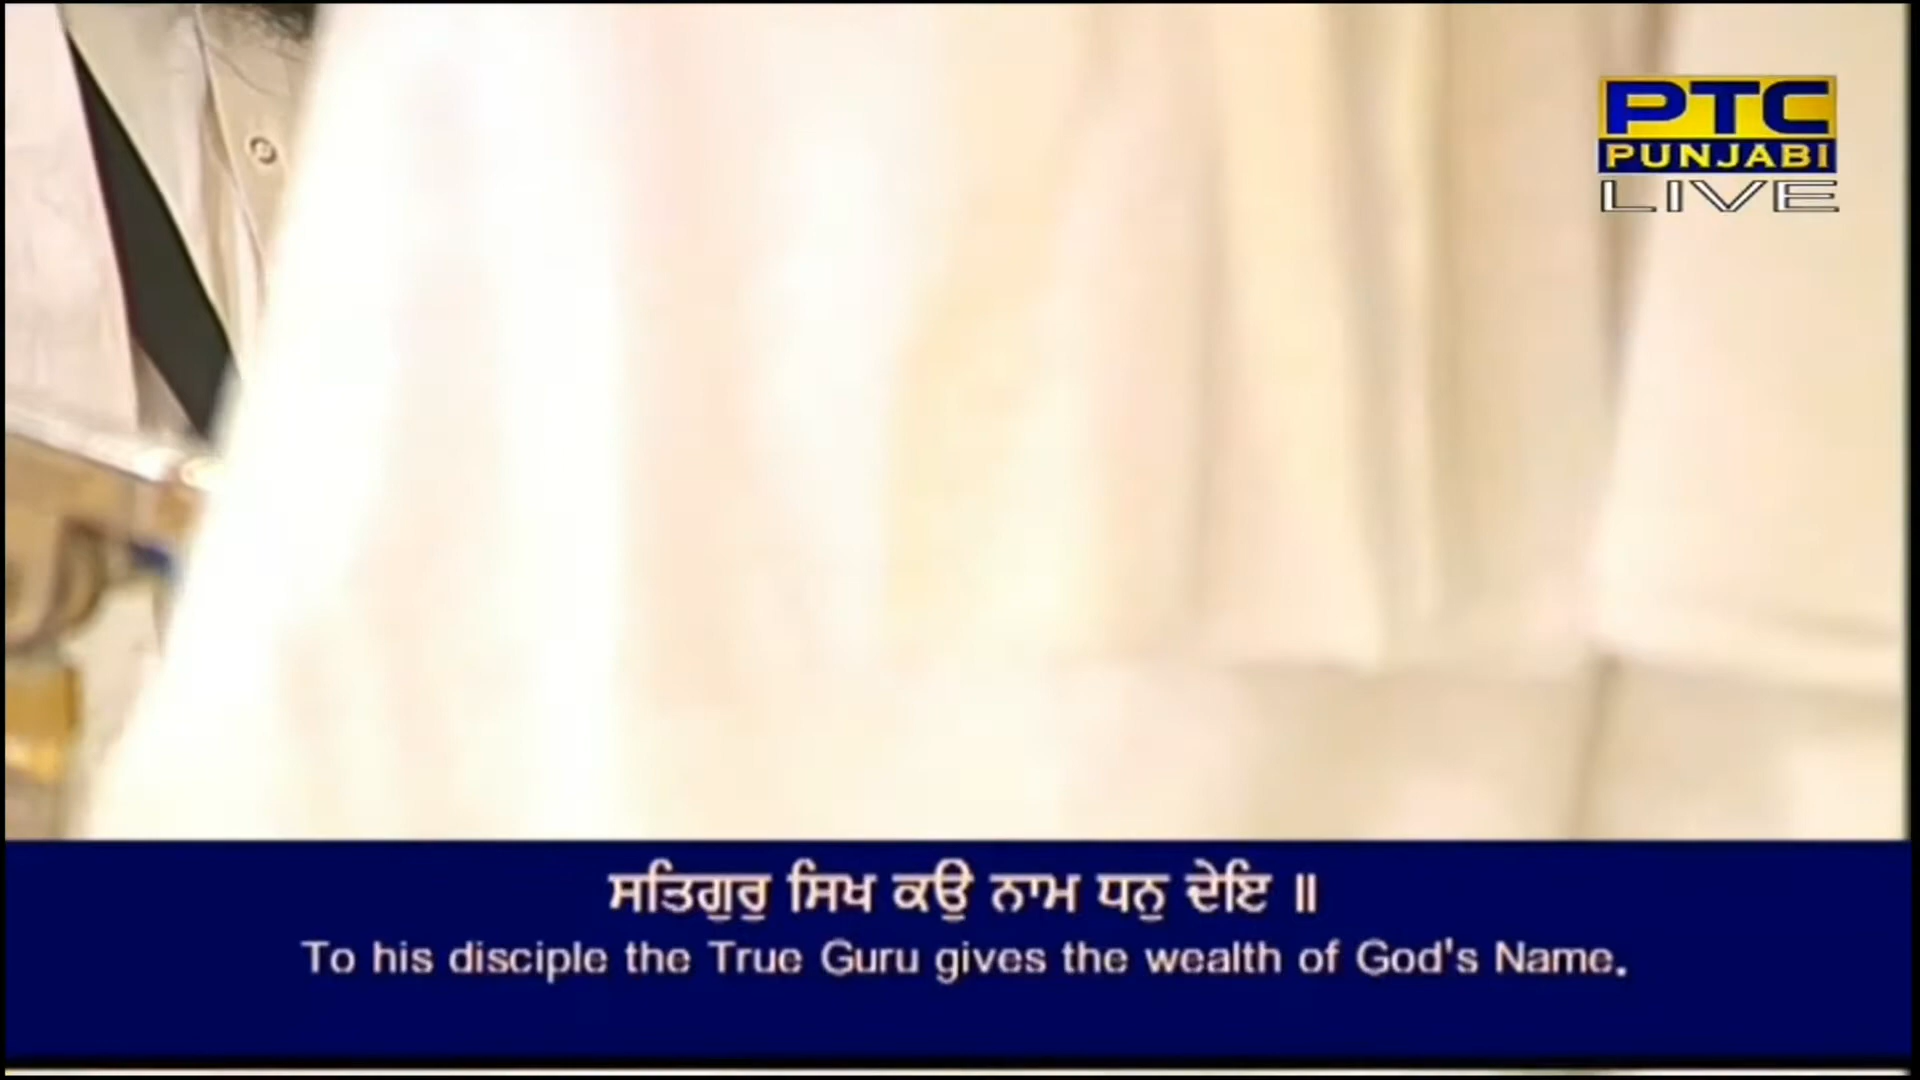 PTC
PUNJABI
LIVE
ਸਤਿਗੁਰੁ ਸਿਖ ਕਉ ਨਾਮ ਧਨੁ ਦੇਇ ॥
To his disciple the True Guru gives the wealth of God's Name.